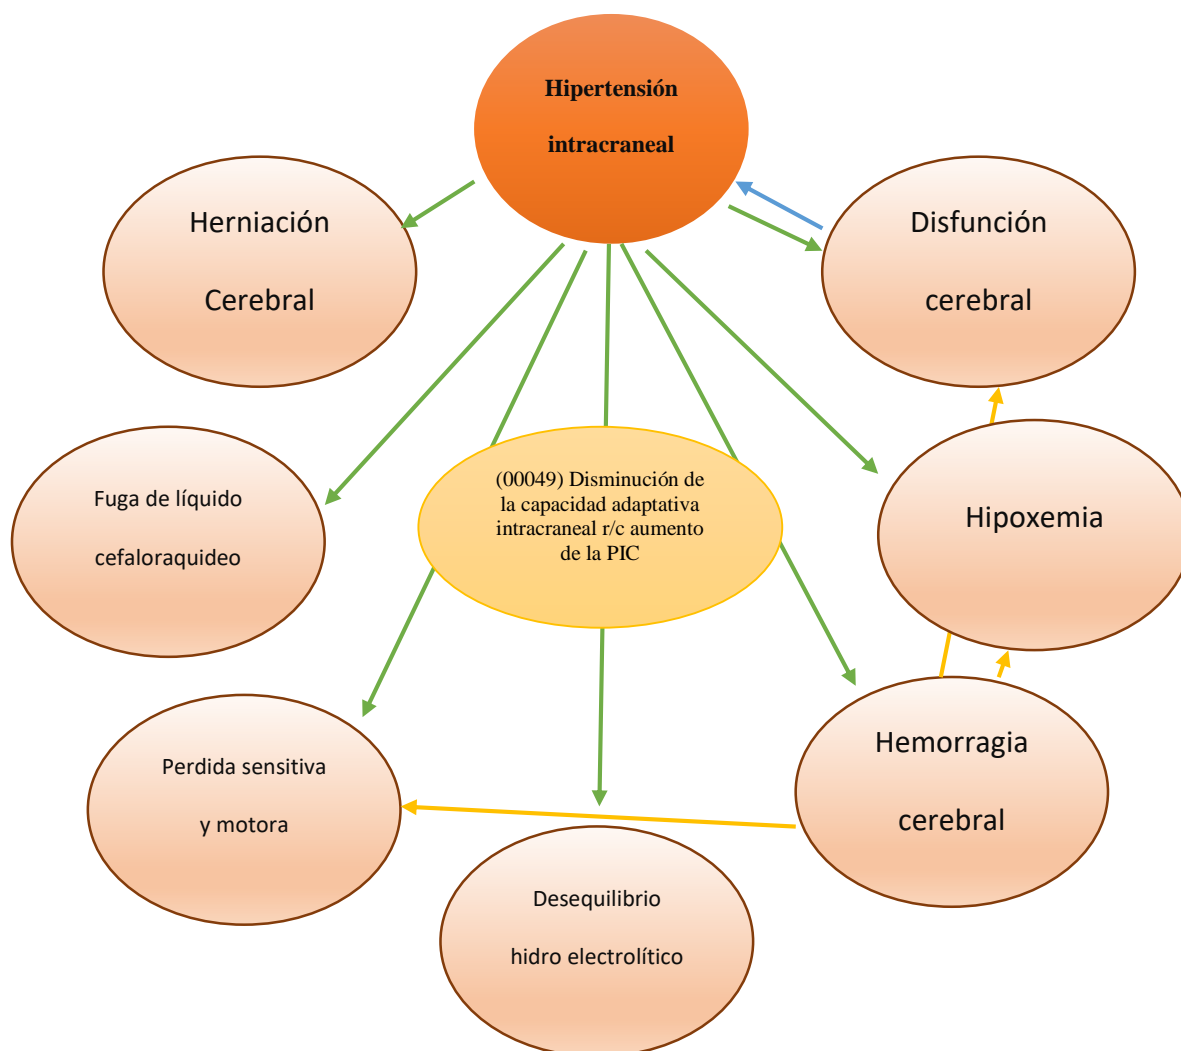 Hipertensión
intracraneal
Herniación
Cerebral
Disfunción
cerebral
Fuga de líquido
cefaloraquideo
(00049) Disminución de
la capacidad adaptativa
intracraneal r/c aumento
de la PIC
Hipoxemia
Perdida sensitiva
y motora
Hemorragia
cerebral
Desequilibrio
hidro electrolítico